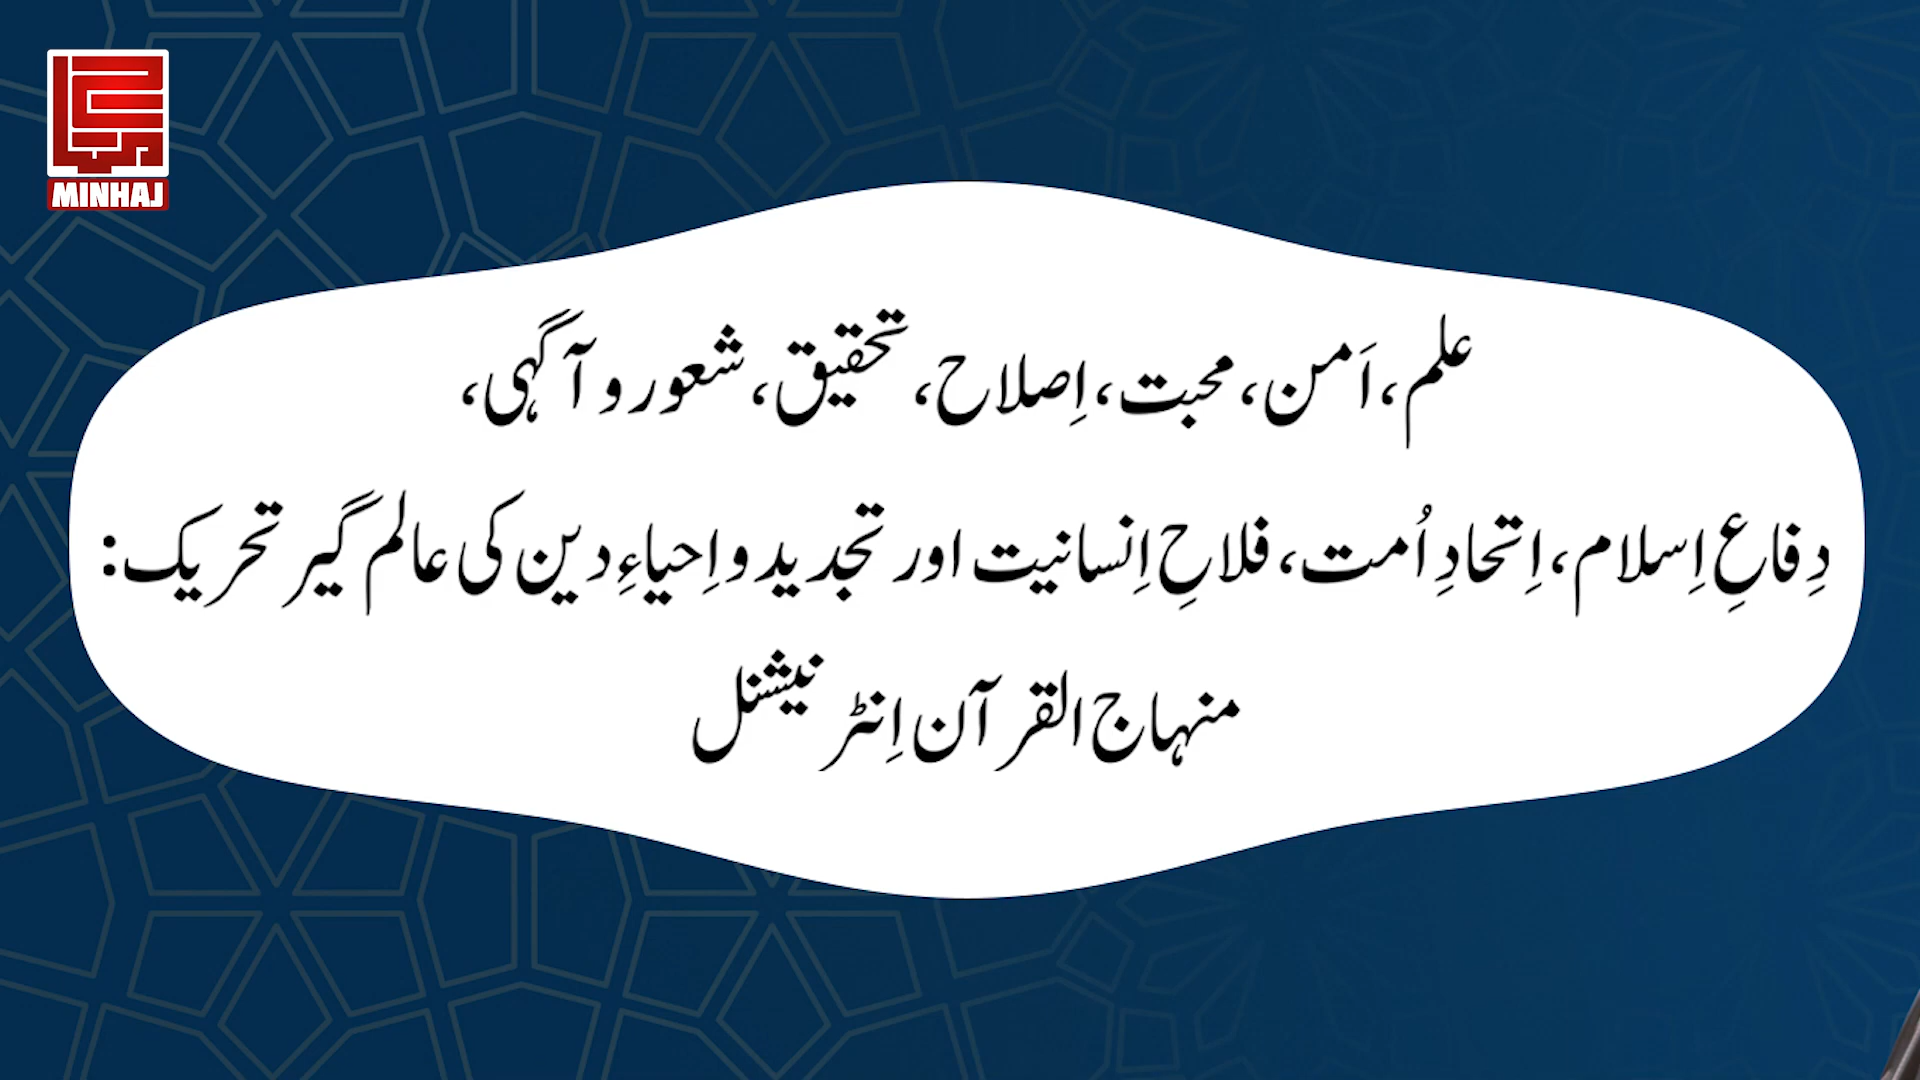 MINHAJ
علم، اَمن، محبت، اِصلاح، تحقیق، شعور و آگہی،
دِفاعِ اِسلام، اِتحادِ اُمت، فلاحِ اِنسانیت اور تجدید و اِحیاءِ دین کی عالم گیر تحریک:
منہاج القرآن اِنٹرنیشنل